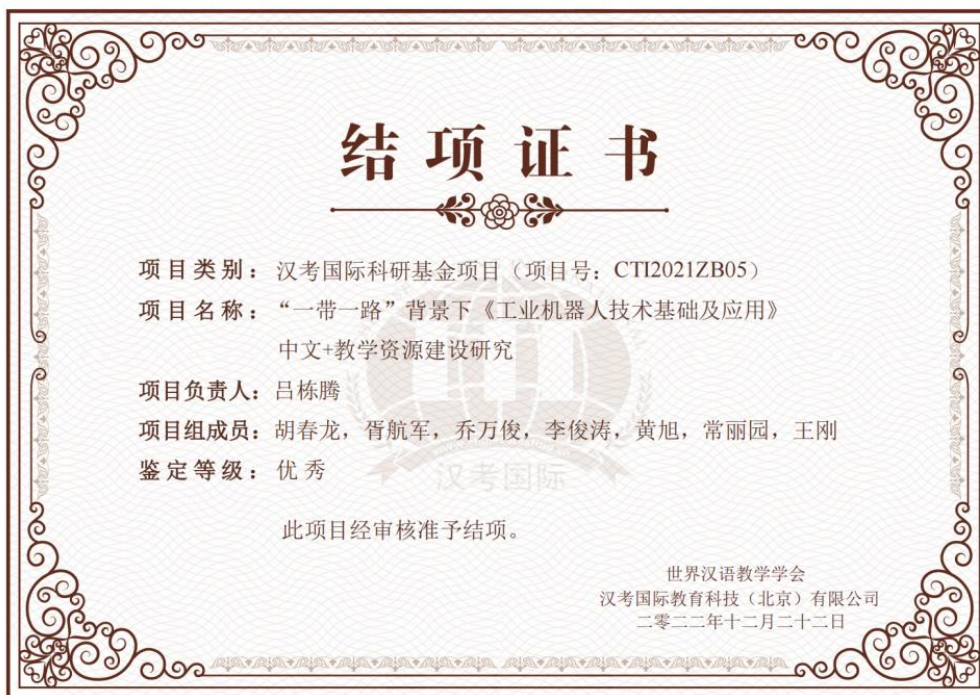 结项证书
项目类别：汉考国际科研基金项目（项目号：CTI2021ZB05）
项目名称：“一带一路”背景下《工业机器人技术基础及应用》
中文+教学资源建设研究
项目负责人：吕栋腾
项目组成员：胡春龙，胥航军，乔万俊，李俊涛，黄旭，常丽园，王刚
鉴定等级：优秀
汉考国际
此项目经审核准予结项。
世界汉语教学学会
汉考国际教育科技（北京）有限公司
二零二二年十二月二十二日